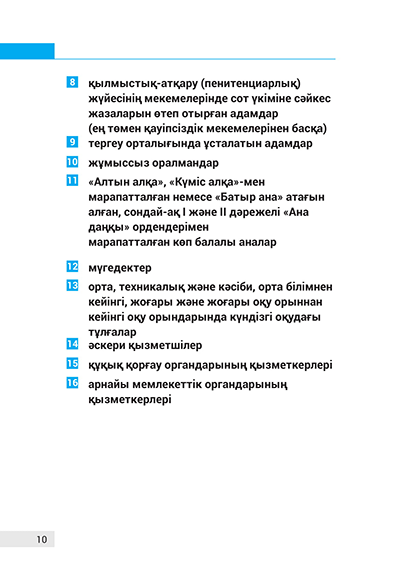 8 қылмыстық-атқару (пенитенциарлық)
жүйесінің мекемелерінде сот үкіміне сәйкес
жазаларын өтеп отырған адамдар
(ең төмен қауіпсіздік мекемелерінен басқа)
9 тергеу орталығында ұсталатын адамдар
10 жұмыссыз оралмандар
11 «Алтын алқа», «Күміс алқа»-мен
марапатталған немесе «Батыр ана» атағын
алған, сондай-ақ I және II дәрежелі «Ана
даңқы» ордендерімен
марапатталған көп балалы аналар
12 мүгедектер
13 орта, техникалық және кәсіби, орта білімнен
кейінгі, жоғары және жоғары оқу орыннан
кейінгі оқу орындарында күндізгі оқудағы
тұлғалар
14 әскери қызметшілер
15 құқық қорғау органдарының қызметкерлері
16 арнайы мемлекеттік органдарының
қызметкерлері
10